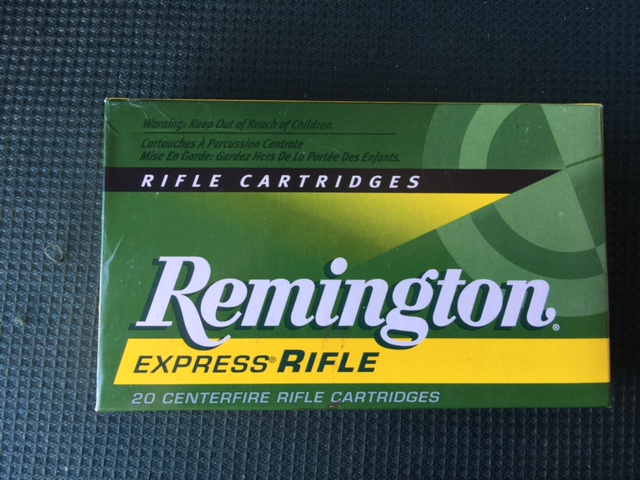 Warning: Keep Out of Reach of Children.
Cartouches À Percussion Centrale
Mise En Garde: Gardez Hors De La Portée Des Enfants.
RIFLE CARTRIDGES
Remington®
EXPRESS® RIFLE
20 CENTERFIRE RIFLE CARTRIDGES